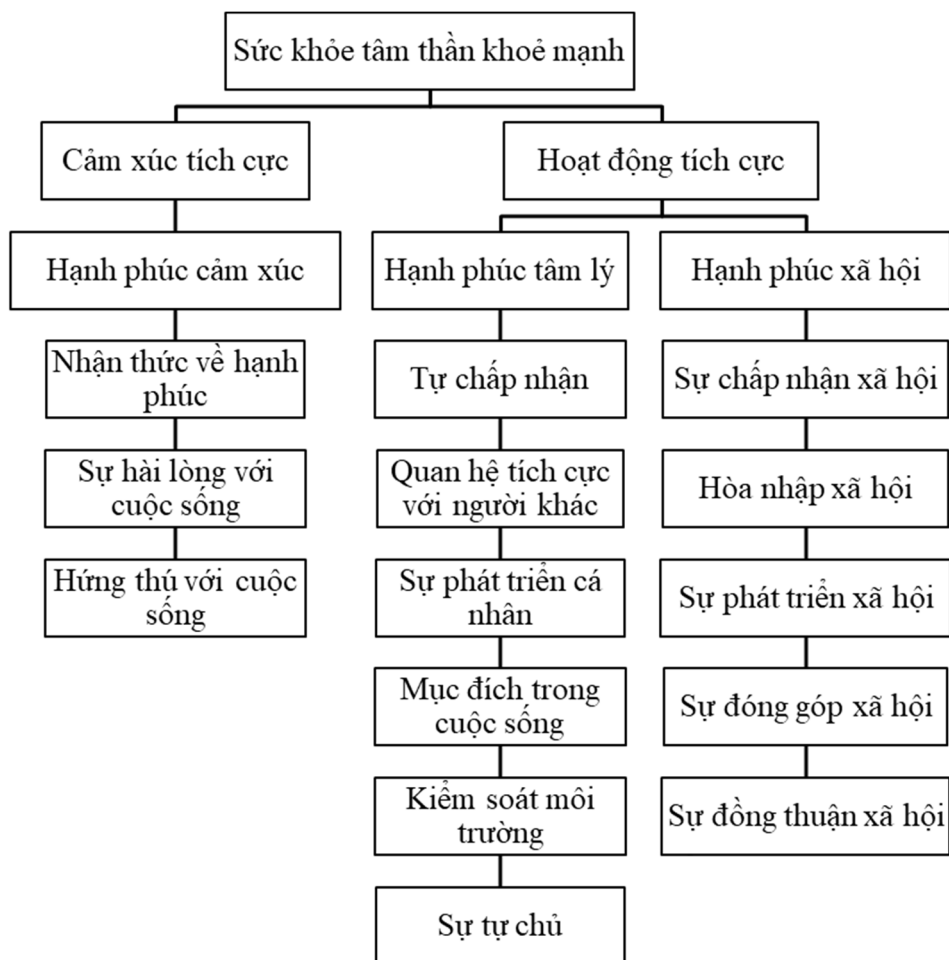 Sức khỏe tâm thần khoẻ mạnh
Cảm xúc tích cực
Hoạt động tích cực
Hạnh phúc cảm xúc
Hạnh phúc tâm lý
Hạnh phúc xã hội
Nhận thức về hạnh
phúc
Tự chấp nhận
Sự chấp nhận xã hội
Sự hài lòng với
cuộc sống
Quan hệ tích cực
với người khác
Hòa nhập xã hội
Hứng thú với cuộc
sống
Sự phát triển cá
nhân
Sự phát triển xã hội
Mục đích trong
cuộc sống
Sự đóng góp xã hội
Kiểm soát môi
trường
Sự đồng thuận xã hội
Sự tự chủ